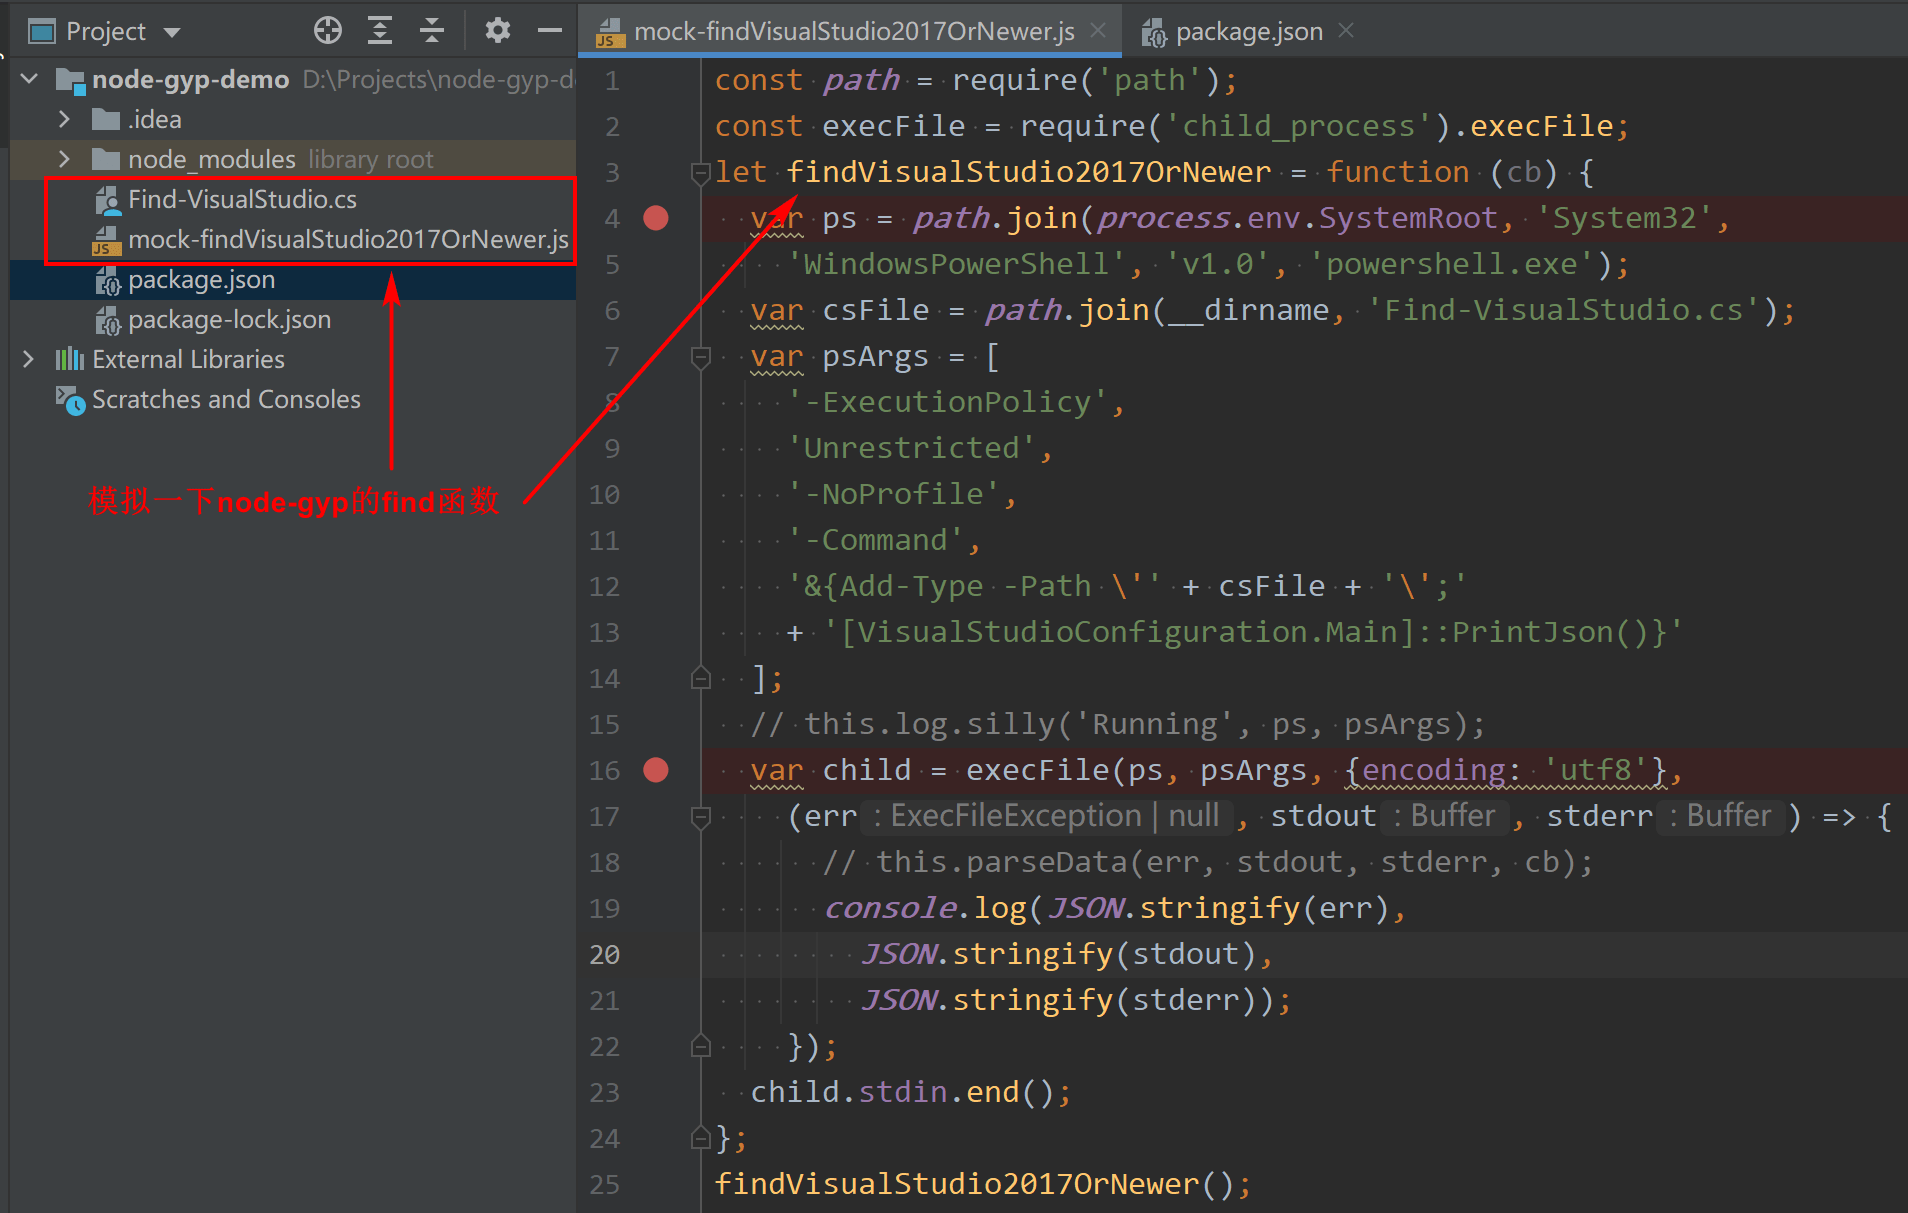 Project
mock-findVisualStudio2017OrNewer.js
package.json
node-gyp-demo D:\Projects\node-gyp-de
.idea
node_modules library root
Find-VisualStudio.cs
mock-findVisualStudio2017OrNewer.js
package.json
package-lock.json
External Libraries
Scratches and Consoles
模拟一下node-gyp的find函数
1 const path = require('path');
2 const execFile = require('child_process').execFile;
3 let findVisualStudio2017OrNewer = function (cb) {
4 var ps = path.join(process.env.SystemRoot, 'System32',
5 'WindowsPowerShell', 'v1.0', 'powershell.exe');
6 var csFile = path.join(__dirname, 'Find-VisualStudio.cs');
7 var psArgs = [
8 '-ExecutionPolicy',
9 'Unrestricted',
10 '-NoProfile',
11 '-Command',
12 '&{Add-Type -Path \'' + csFile + '\';'
13 + '[VisualStudioConfiguration.Main]::PrintJson()}'
14 ];
15 // this.log.silly('Running', ps, psArgs);
16 var child = execFile(ps, psArgs, {encoding: 'utf8'},
17 (err : ExecFileException | null , stdout : Buffer , stderr : Buffer ) => {
18 // this.parseData(err, stdout, stderr, cb);
19 console.log(JSON.stringify(err),
20 JSON.stringify(stdout),
21 JSON.stringify(stderr));
22 });
23 child.stdin.end();
24 };
25 findVisualStudio2017OrNewer();